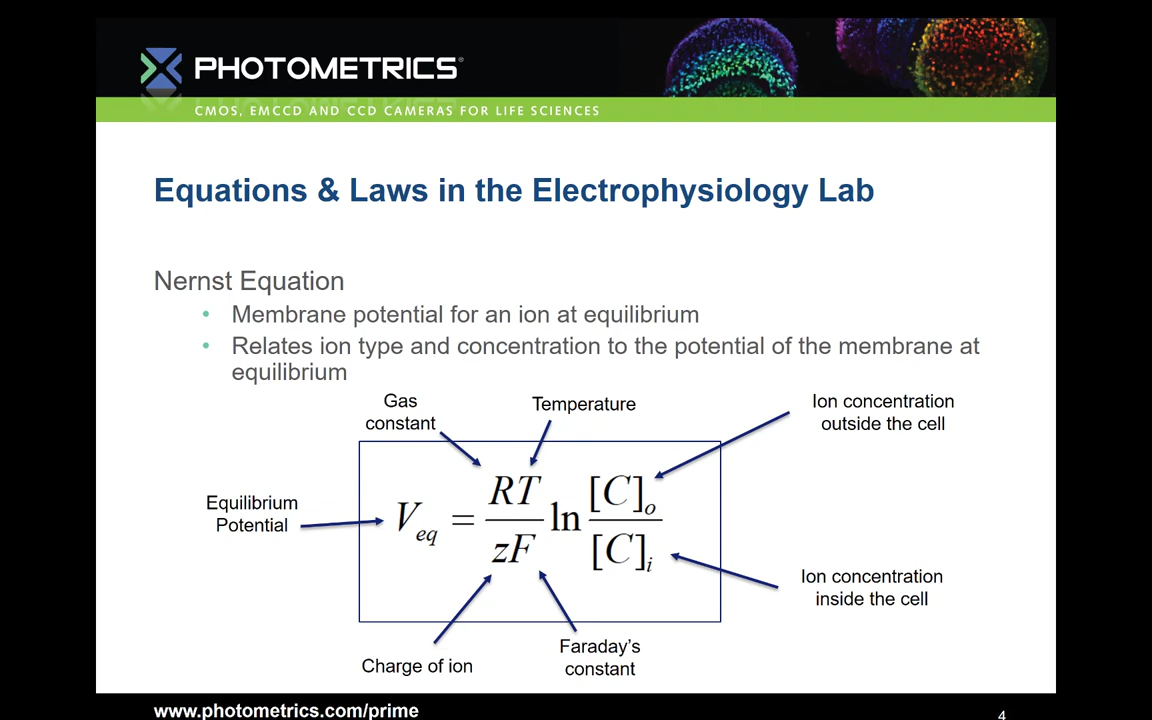 PHOTOMETRICS®
CMOS, EMCCD AND CCD CAMERAS FOR LIFE SCIENCES
Equations & Laws in the Electrophysiology Lab
Nernst Equation
• Membrane potential for an ion at equilibrium
• Relates ion type and concentration to the potential of the membrane at
equilibrium
Gas
constant
Temperature
Ion concentration
outside the cell
Equilibrium
Potential
V_eq = RT/zF ln [C]_o/[C]_i
Ion concentration
inside the cell
Charge of ion
Faraday's
constant
www.photometrics.com/prime
4